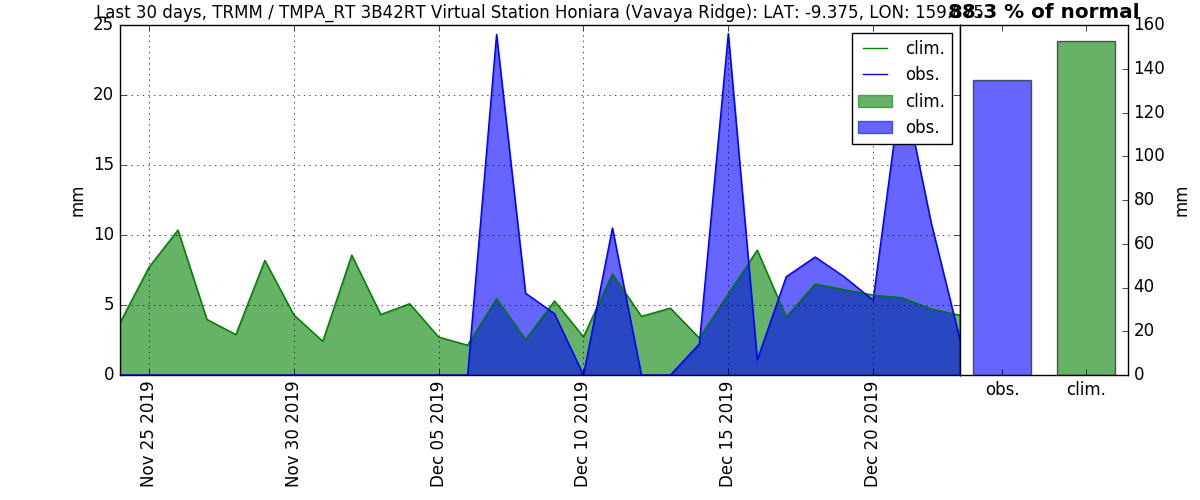 Last 30 days, TRMM / TMPA_RT 3B42RT Virtual Station Honiara (Vavaya Ridge): LAT: -9.375, LON:
88.3 % of normal
25
20
15
10
5
0
mm
clim.
obs.
clim.
obs.
160
140
120
100
80
60
40
20
0
mm
obs.
clim.
Nov 25 2019
Nov 30 2019
Dec 05 2019
Dec 10 2019
Dec 15 2019
Dec 20 2019